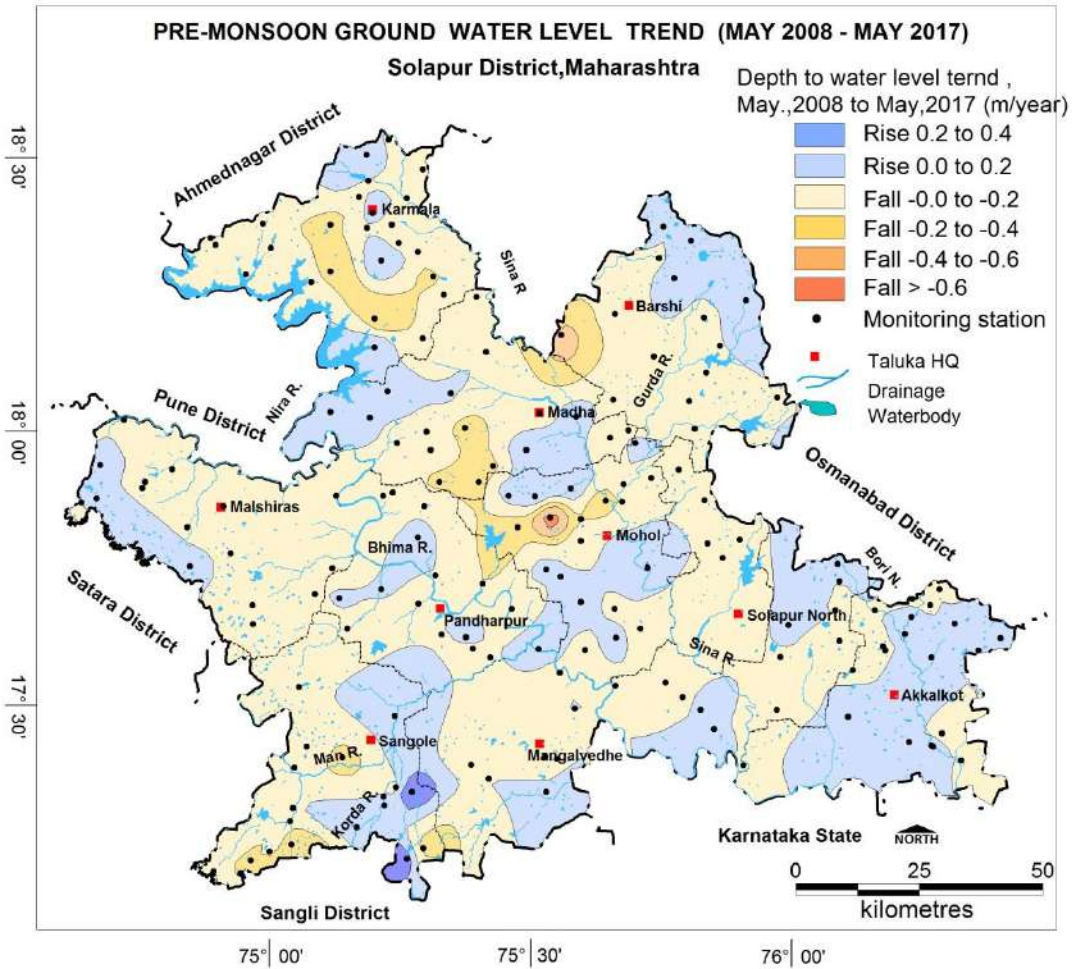 PRE-MONSOON GROUND WATER LEVEL TREND (MAY 2008 - MAY 2017)
Solapur District,Maharashtra
Depth to water level ternd ,
May.,2008 to May,2017 (m/year)
Rise 0.2 to 0.4
Rise 0.0 to 0.2
Fall -0.0 to -0.2
Fall -0.2 to -0.4
Fall -0.4 to -0.6
Fall > -0.6
Monitoring station
Taluka HQ
Drainage
Waterbody
18° 30'
18° 00'
17° 30'
Ahmednagar District
Karmala
Sina R
Barshi
Gurda R.
Nira R.
Pune District
Madha
Osmanabad District
Malshiras
Bhima R.
Mohol
Bori N.
Satara District
Pandharpur
Solapur North
Sina R.
Akkalkot
Sangole
Man R.
Mangalvedhe
Korda R.
Karnataka State
NORTH
Sangli District
0 25 50
kilometres
75° 00' 75° 30' 76° 00'